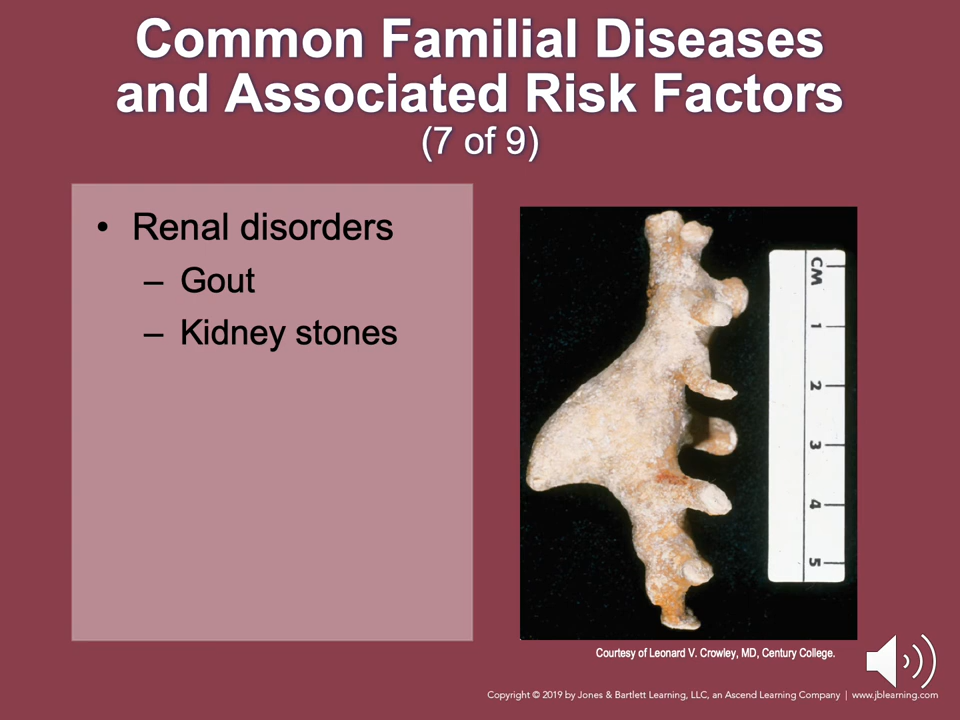 Common Familial Diseases
and Associated Risk Factors
(7 of 9)
• Renal disorders
– Gout
– Kidney stones
CM
1
2
3
4
5
Courtesy of Leonard V. Crowley, MD, Century College.
Copyright © 2019 by Jones & Bartlett Learning, LLC, an Ascend Learning Company | www.jblearning.com